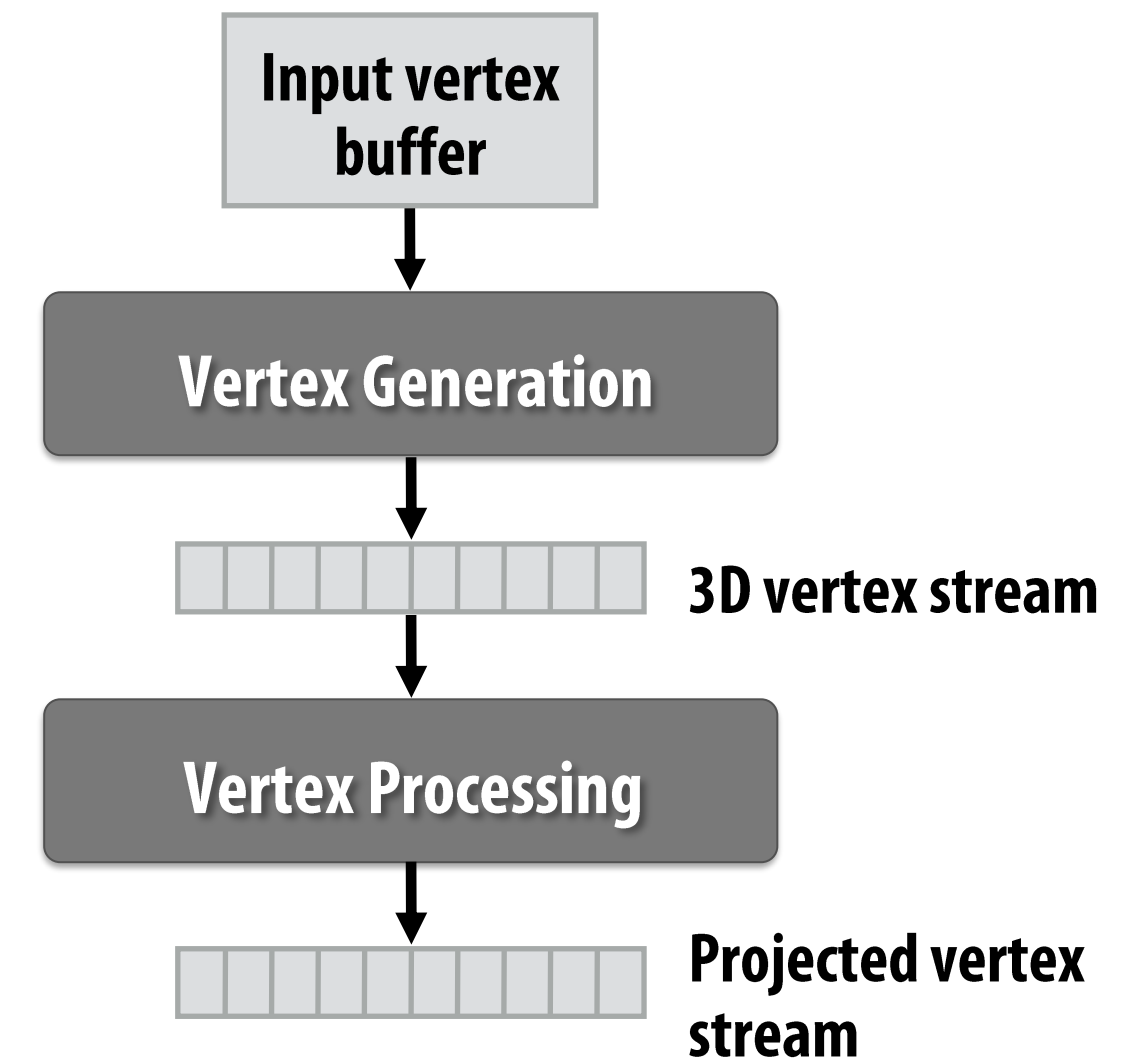 Input vertex
buffer
Vertex Generation
3D vertex stream
Vertex Processing
Projected vertex
stream